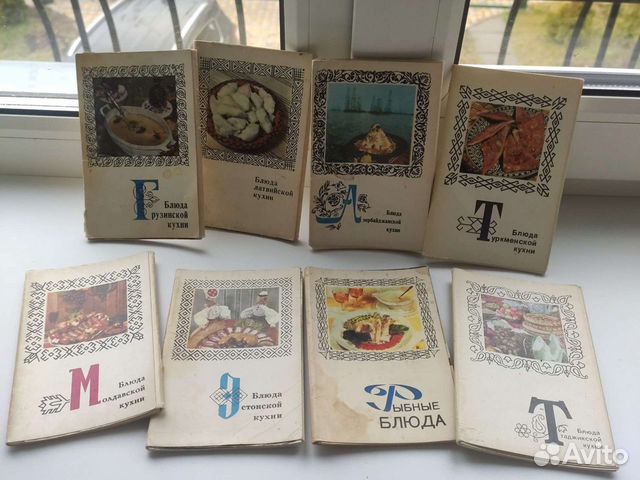 Блюда
Грузинской
кухни
Блюда
латвийской
кухни
Блюда
Азербайджанской
кухни
Блюда
Туркменской
кухни
Блюда
Молдавской
кухни
Блюда
Эстонской
кухни
Рыбные
блюда
Блюда
Таджикской
кухни
Avito